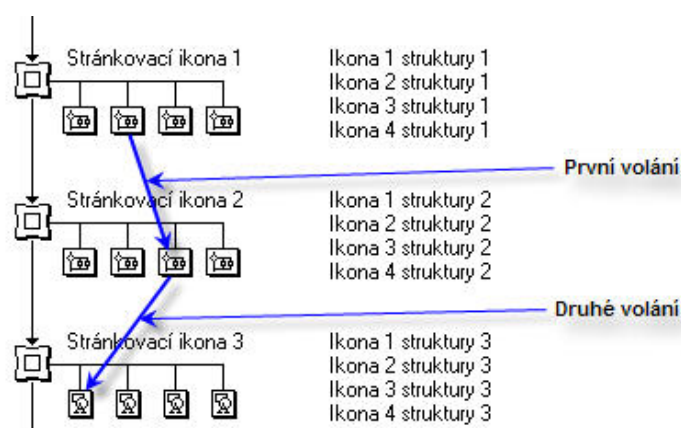 Stránkovací ikona 1
Ikona 1 struktury 1
Ikona 2 struktury 1
Ikona 3 struktury 1
Ikona 4 struktury 1
První volání
Stránkovací ikona 2
Ikona 1 struktury 2
Ikona 2 struktury 2
Ikona 3 struktury 2
Ikona 4 struktury 2
Druhé volání
Stránkovací ikona 3
Ikona 1 struktury 3
Ikona 2 struktury 3
Ikona 3 struktury 3
Ikona 4 struktury 3